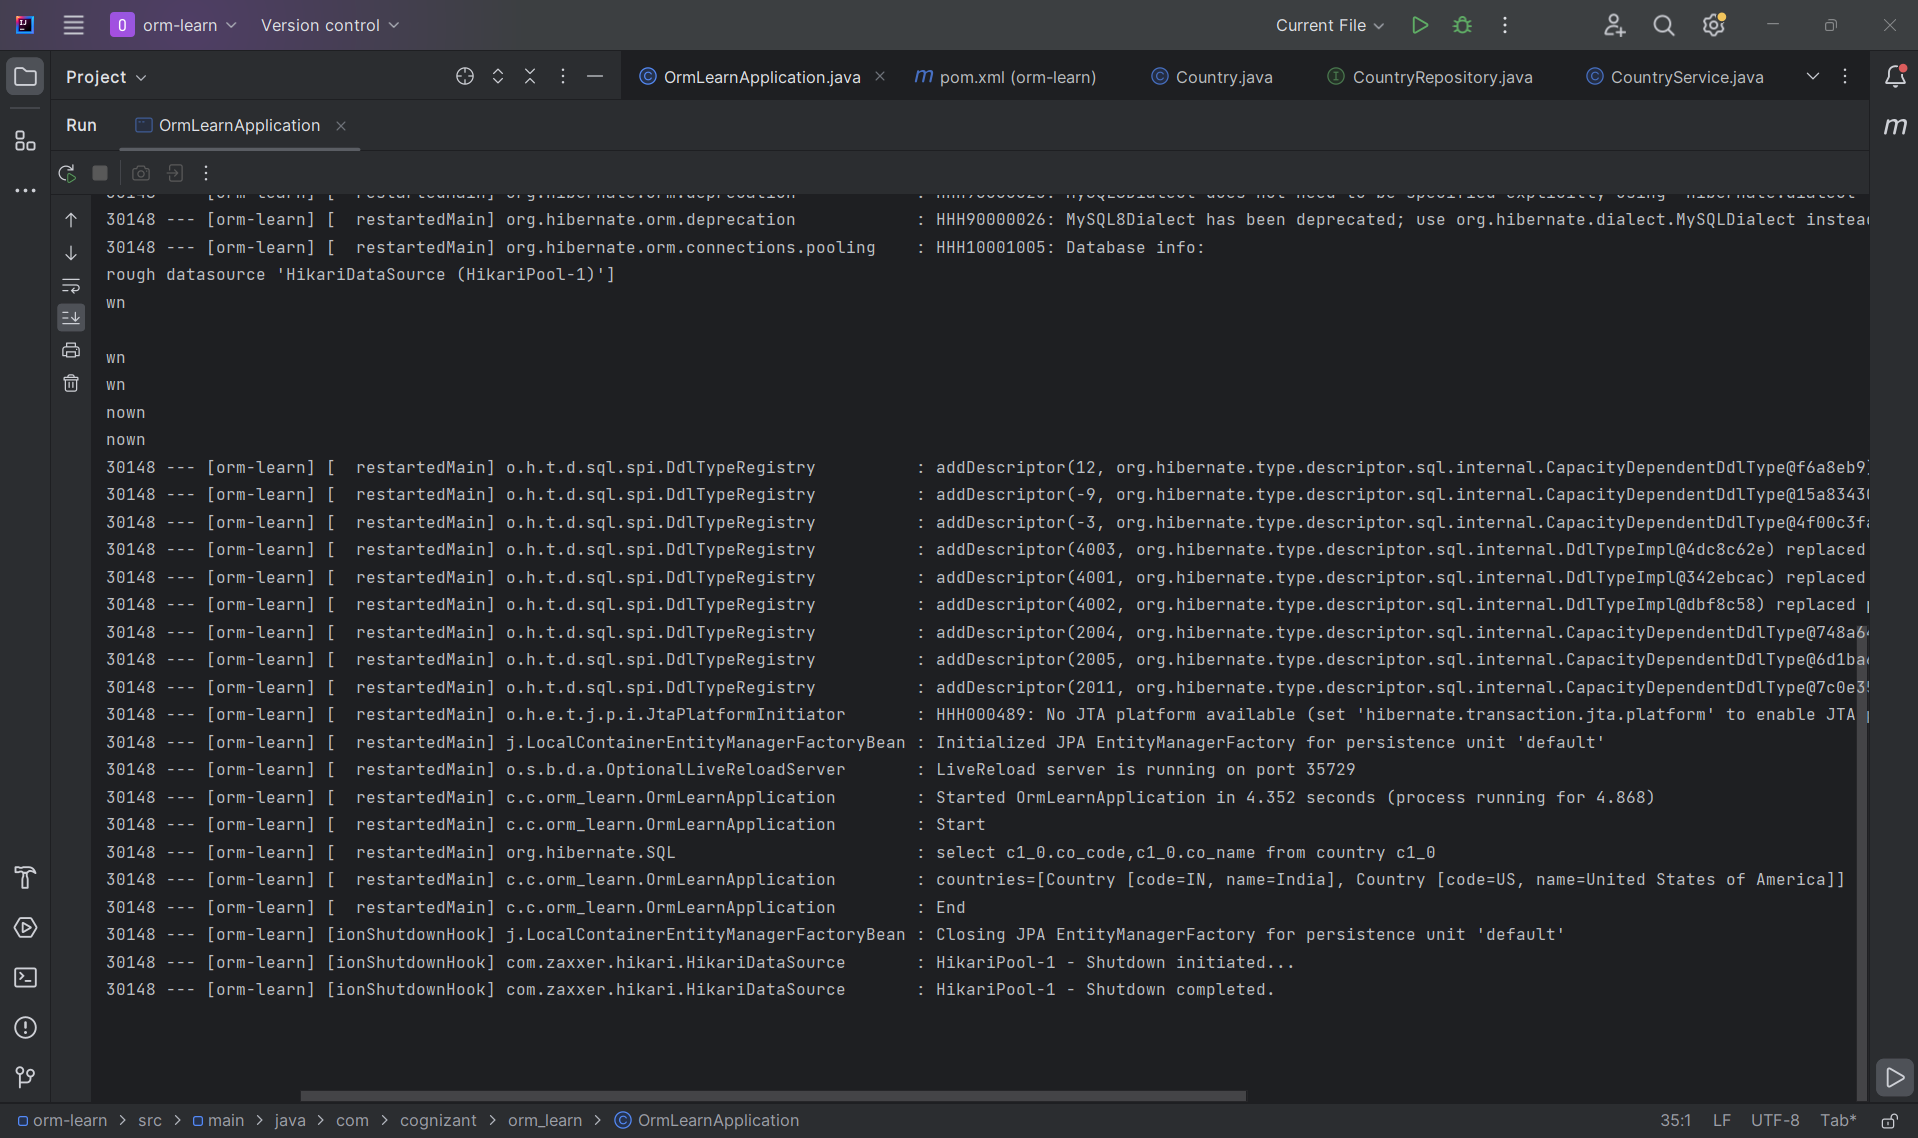 orm-learn Version control Current File
Project OrmLearnApplication.java pom.xml (orm-learn) Country.java CountryRepository.java CountryService.java
Run OrmLearnApplication
30148 --- [orm-learn] [  restartedMain] org.hibernate.orm.deprecation : HHH90000026: MySQL8Dialect has been deprecated; use org.hibernate.dialect.MySQLDialect instead
30148 --- [orm-learn] [  restartedMain] org.hibernate.orm.connections.pooling : HHH10001005: Database info:
rough datasource 'HikariDataSource (HikariPool-1)']
wn
wn
wn
nown
nown
30148 --- [orm-learn] [  restartedMain] o.h.t.d.sql.spi.DdlTypeRegistry : addDescriptor(12, org.hibernate.type.descriptor.sql.internal.CapacityDependentDdlType@f6a8eb9)
30148 --- [orm-learn] [  restartedMain] o.h.t.d.sql.spi.DdlTypeRegistry : addDescriptor(-9, org.hibernate.type.descriptor.sql.internal.CapacityDependentDdlType@15a8343
30148 --- [orm-learn] [  restartedMain] o.h.t.d.sql.spi.DdlTypeRegistry : addDescriptor(-3, org.hibernate.type.descriptor.sql.internal.CapacityDependentDdlType@4f00c3f
30148 --- [orm-learn] [  restartedMain] o.h.t.d.sql.spi.DdlTypeRegistry : addDescriptor(4003, org.hibernate.type.descriptor.sql.internal.DdlTypeImpl@4dc8c62e) replaced
30148 --- [orm-learn] [  restartedMain] o.h.t.d.sql.spi.DdlTypeRegistry : addDescriptor(4001, org.hibernate.type.descriptor.sql.internal.DdlTypeImpl@342ebcac) replaced
30148 --- [orm-learn] [  restartedMain] o.h.t.d.sql.spi.DdlTypeRegistry : addDescriptor(4002, org.hibernate.type.descriptor.sql.internal.DdlTypeImpl@dbf8c58) replaced
30148 --- [orm-learn] [  restartedMain] o.h.t.d.sql.spi.DdlTypeRegistry : addDescriptor(2004, org.hibernate.type.descriptor.sql.internal.CapacityDependentDdlType@748a6
30148 --- [orm-learn] [  restartedMain] o.h.t.d.sql.spi.DdlTypeRegistry : addDescriptor(2005, org.hibernate.type.descriptor.sql.internal.CapacityDependentDdlType@6d1ba
30148 --- [orm-learn] [  restartedMain] o.h.t.d.sql.spi.DdlTypeRegistry : addDescriptor(2011, org.hibernate.type.descriptor.sql.internal.CapacityDependentDdlType@7c0e3
30148 --- [orm-learn] [  restartedMain] o.h.e.t.j.p.i.JtaPlatformInitiator : HHH000489: No JTA platform available (set 'hibernate.transaction.jta.platform' to enable JTA
30148 --- [orm-learn] [  restartedMain] j.LocalContainerEntityManagerFactoryBean : Initialized JPA EntityManagerFactory for persistence unit 'default'
30148 --- [orm-learn] [  restartedMain] o.s.b.d.a.OptionalLiveReloadServer : LiveReload server is running on port 35729
30148 --- [orm-learn] [  restartedMain] c.c.orm_learn.OrmLearnApplication : Started OrmLearnApplication in 4.352 seconds (process running for 4.868)
30148 --- [orm-learn] [  restartedMain] c.c.orm_learn.OrmLearnApplication : Start
30148 --- [orm-learn] [  restartedMain] org.hibernate.SQL : select c1_0.co_code,c1_0.co_name from country c1_0
30148 --- [orm-learn] [  restartedMain] c.c.orm_learn.OrmLearnApplication : countries=[Country [code=IN, name=India], Country [code=US, name=United States of America]]
30148 --- [orm-learn] [  restartedMain] c.c.orm_learn.OrmLearnApplication : End
30148 --- [orm-learn] [ionShutdownHook] j.LocalContainerEntityManagerFactoryBean : Closing JPA EntityManagerFactory for persistence unit 'default'
30148 --- [orm-learn] [ionShutdownHook] com.zaxxer.hikari.HikariDataSource : HikariPool-1 - Shutdown initiated...
30148 --- [orm-learn] [ionShutdownHook] com.zaxxer.hikari.HikariDataSource : HikariPool-1 - Shutdown completed.
orm-learn > src > main > java > com > cognizant > orm_learn > OrmLearnApplication 35:1 LF UTF-8 Tab*